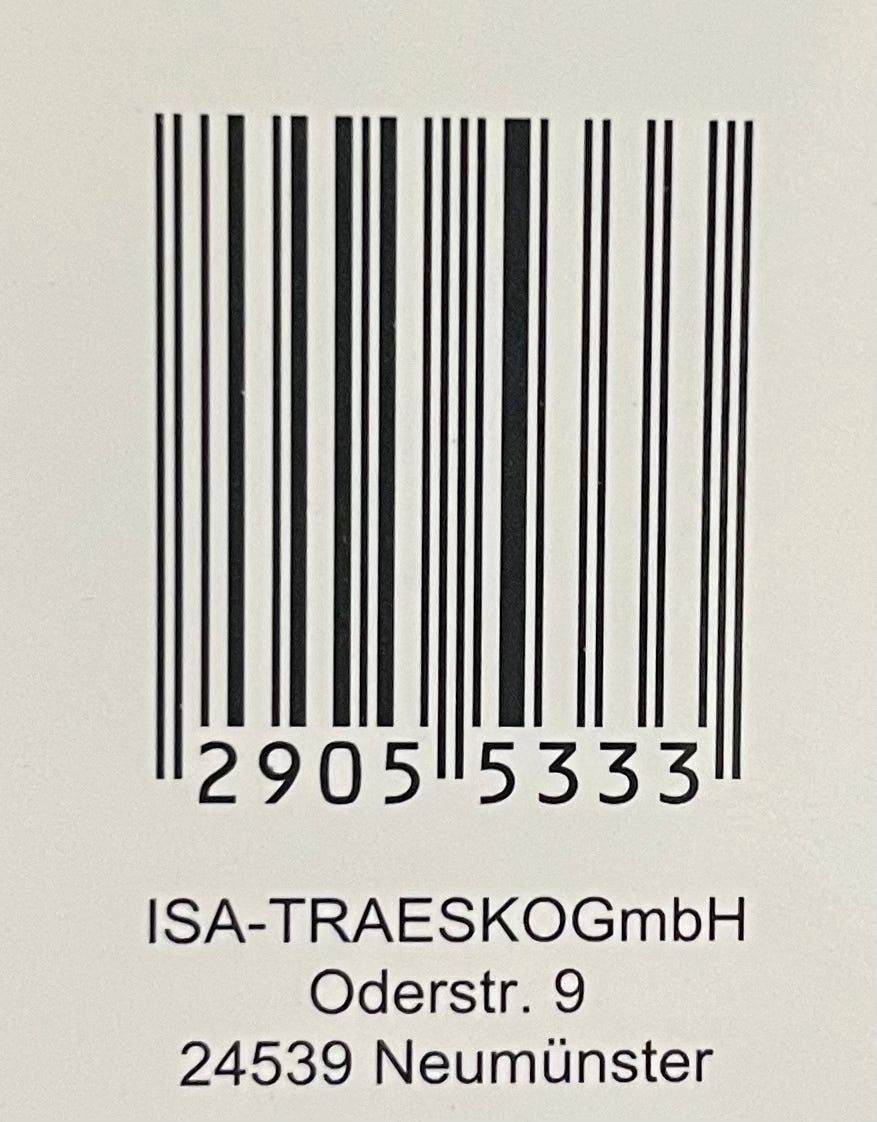 2905 5333
ISA-TRAESKOGmbH
Oderstr. 9
24539 Neumünster